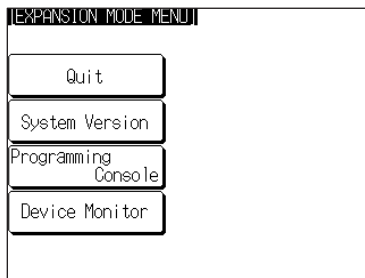 [EXPANSION MODE MENU]
Quit
System Version
Programming
Console
Device Monitor